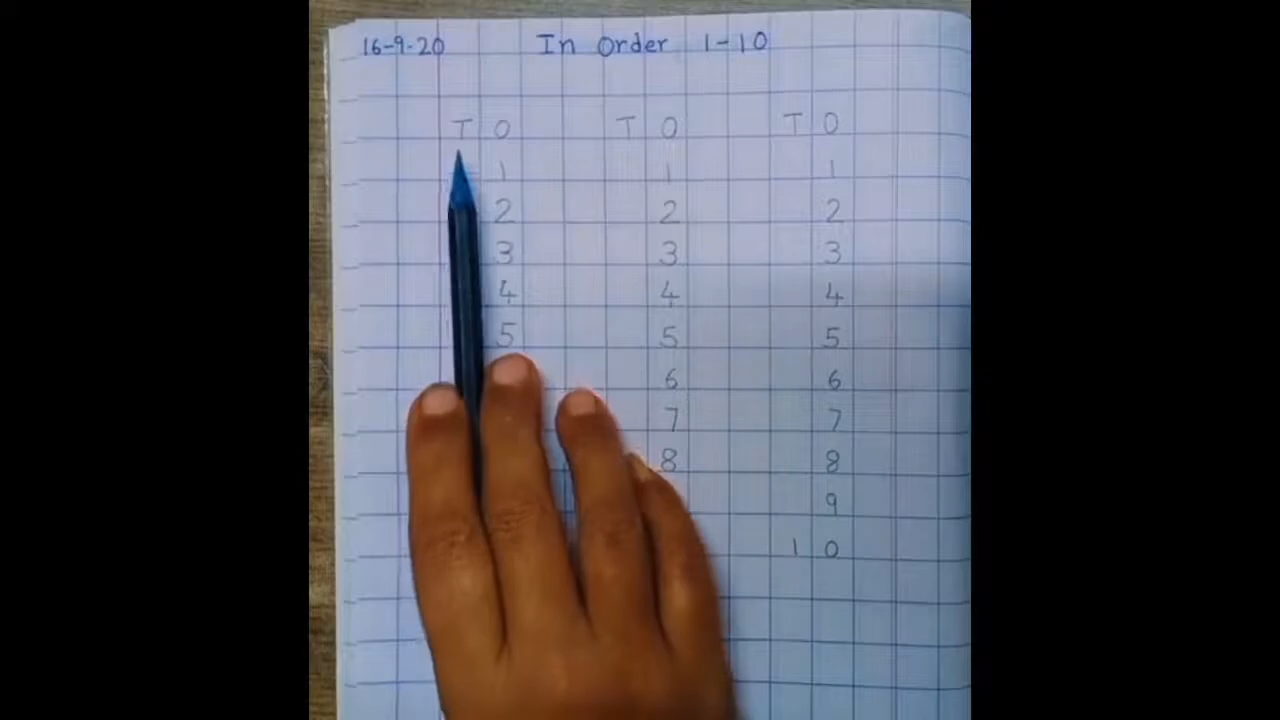 16-9-20 In Order 1-10
T O T O T O
1 1 1
2 2 2
3 3 3
4 4 4
5 5 5
6 6
7 7
8 8
9
1 0